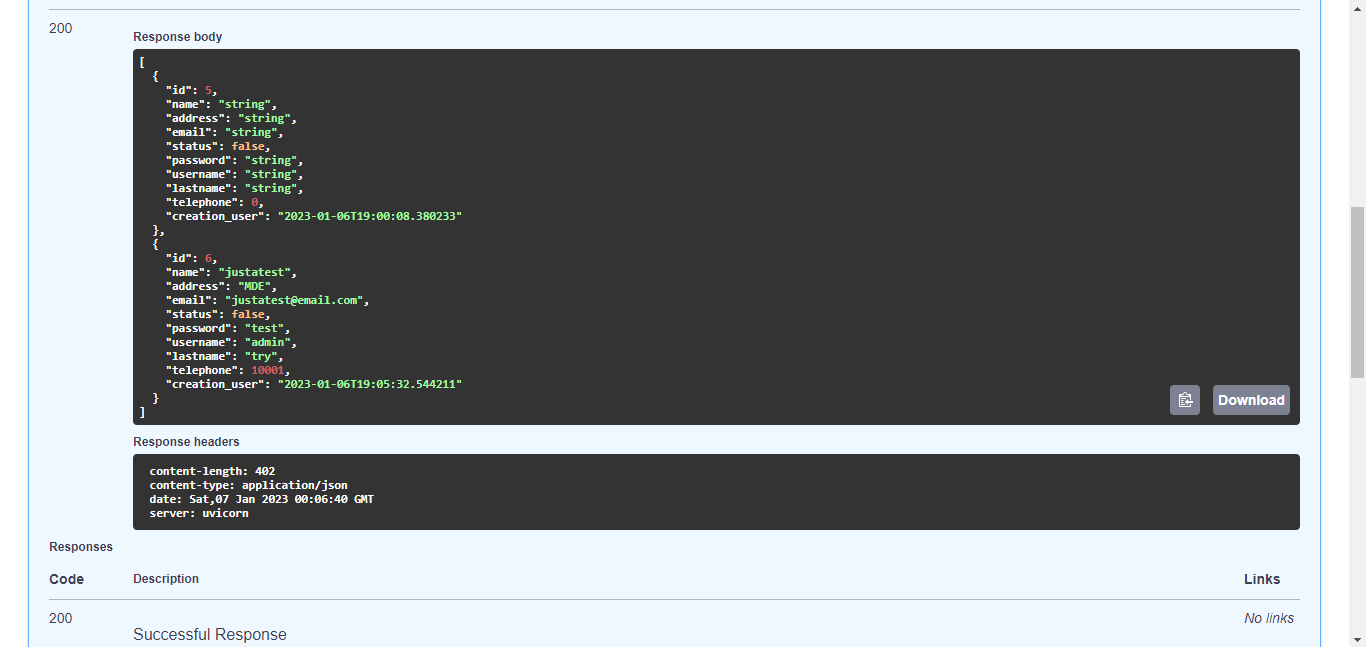 200
Response body
[
  {
    "id": 5,
    "name": "string",
    "address": "string",
    "email": "string",
    "status": false,
    "password": "string",
    "username": "string",
    "lastname": "string",
    "telephone": 0,
    "creation_user": "2023-01-06T19:00:08.380233"
  },
  {
    "id": 6,
    "name": "justatest",
    "address": "MDE",
    "email": "justatest@email.com",
    "status": false,
    "password": "test",
    "username": "admin",
    "lastname": "try",
    "telephone": 10001,
    "creation_user": "2023-01-06T19:05:32.544211"
  }
]
Download
Response headers
content-length: 402
content-type: application/json
date: Sat,07 Jan 2023 00:06:40 GMT
server: uvicorn
Responses
Code Description Links
200 No links
Successful Response